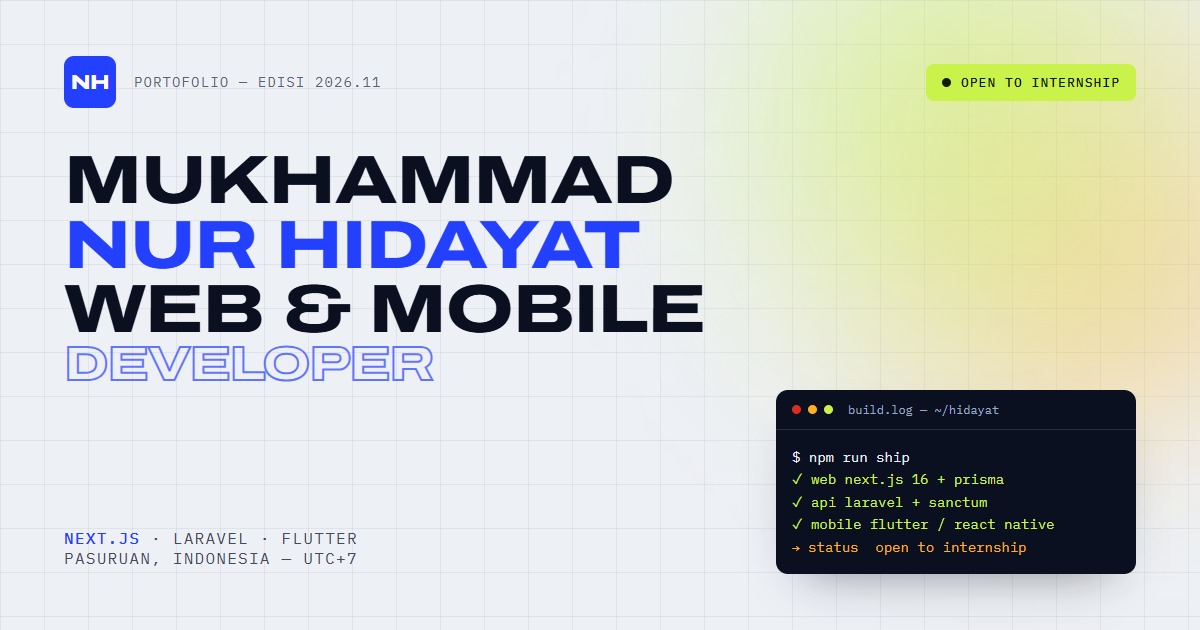 NH
PORTOFOLIO — EDISI 2026.11
OPEN TO INTERNSHIP
MUKHAMMAD
NUR HIDAYAT
WEB & MOBILE
DEVELOPER
build.log — ~/hidayat
$ npm run ship
✓ web next.js 16 + prisma
✓ api laravel + sanctum
✓ mobile flutter / react native
→ status open to internship
NEXT.JS · LARAVEL · FLUTTER
PASURUAN, INDONESIA — UTC+7